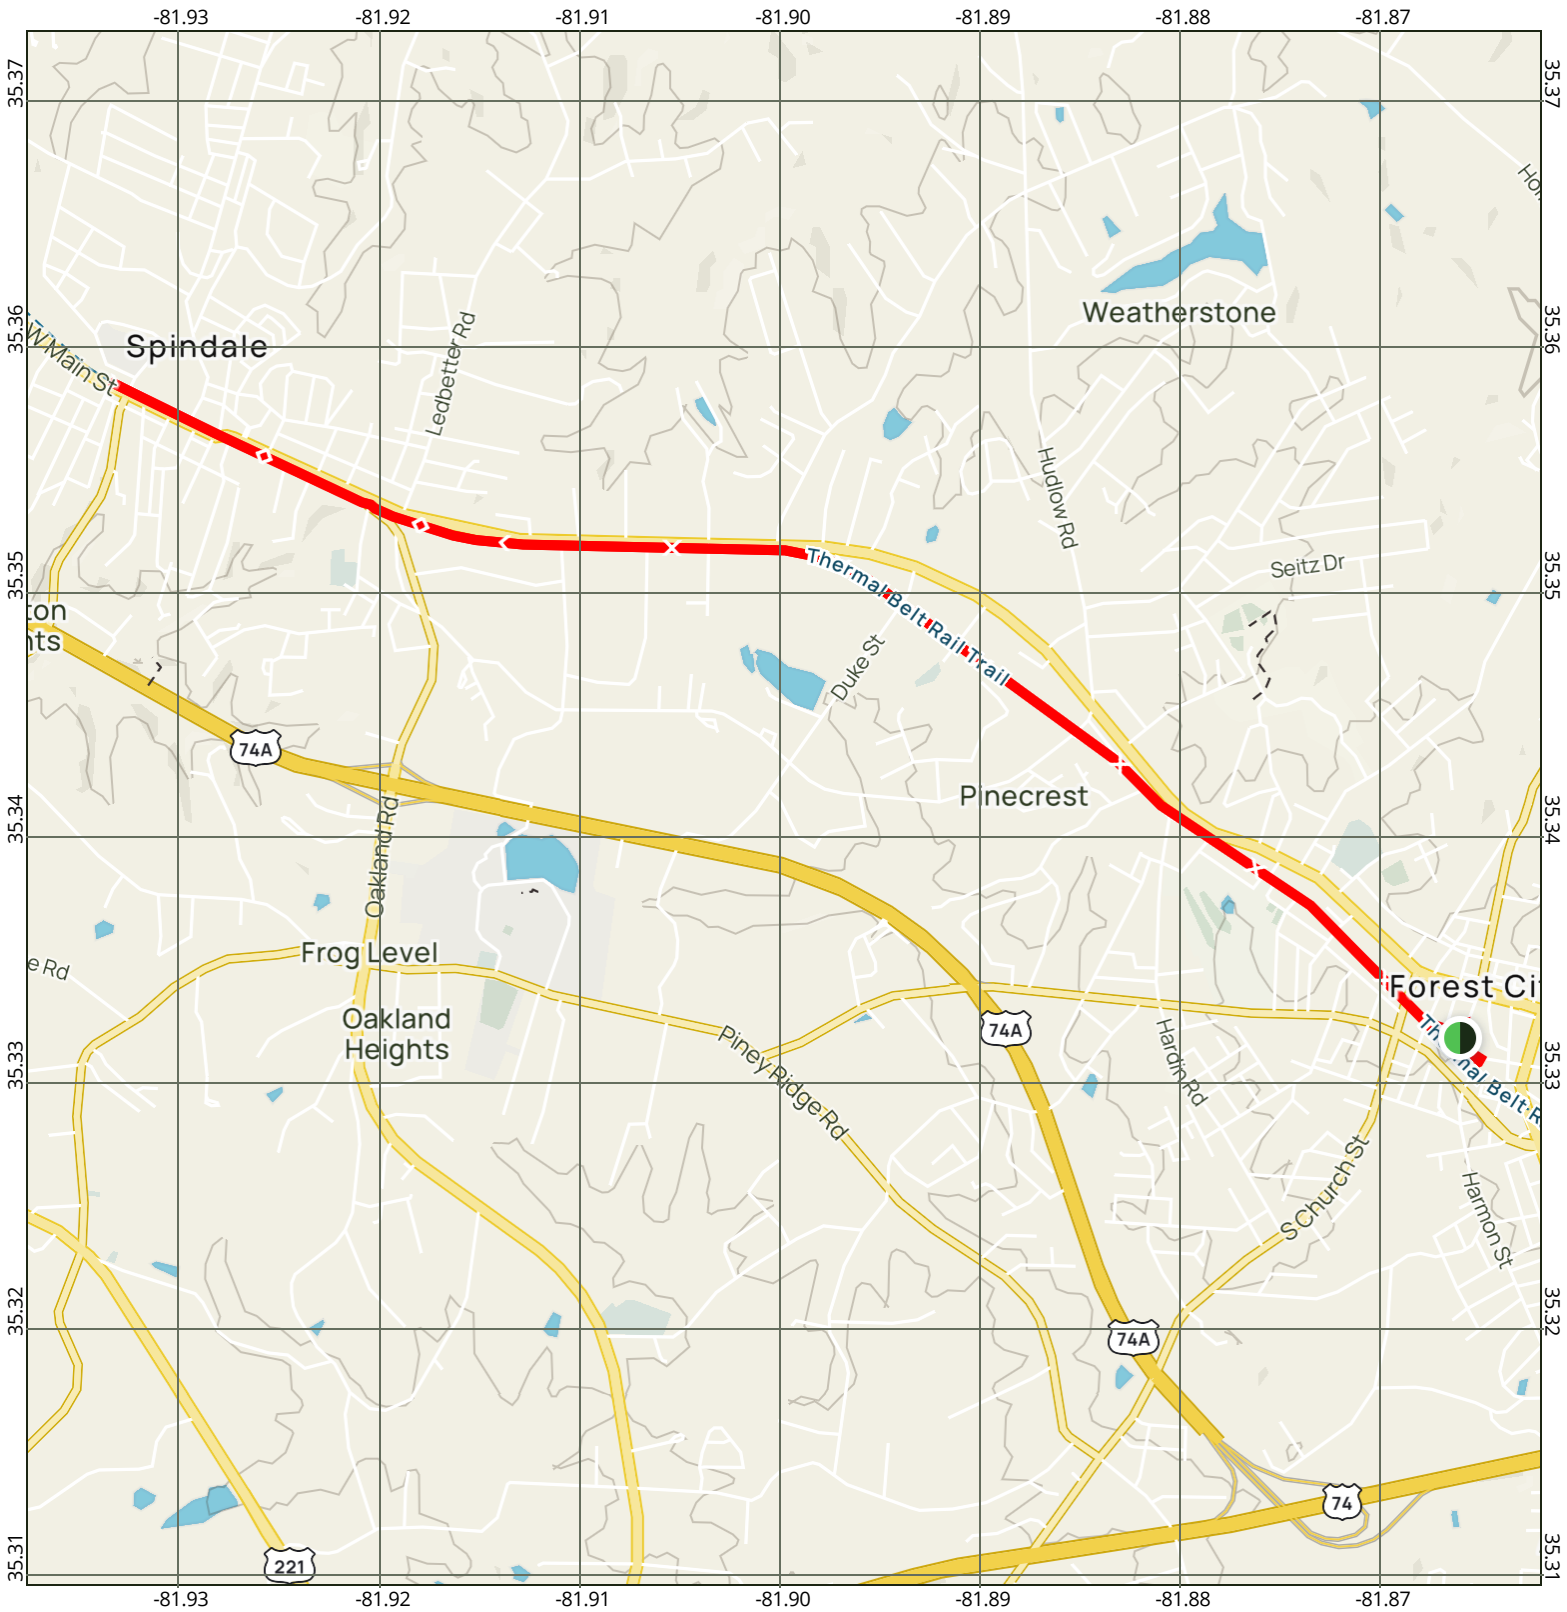 -81.93
-81.92
-81.91
-81.90
-81.89
-81.88
-81.87
35.37
35.37
Hor
35.36
35.36
W Main St
Spindale
Ledbetter Rd
Weatherstone
Hudlow Rd
35.35
35.35
Thermal Belt Rail Trail
Seitz Dr
ton
nts
Duke St
74A
Pinecrest
35.34
35.34
Oakland Rd
Frog Level
e Rd
Forest Ci
Oakland
Heights
74A
35.33
35.33
Piney Ridge Rd
Hardin Rd
Thermal Belt R
S Church St
Harmon St
35.32
35.32
74A
74
35.31
35.31
221
-81.93
-81.92
-81.91
-81.90
-81.89
-81.88
-81.87